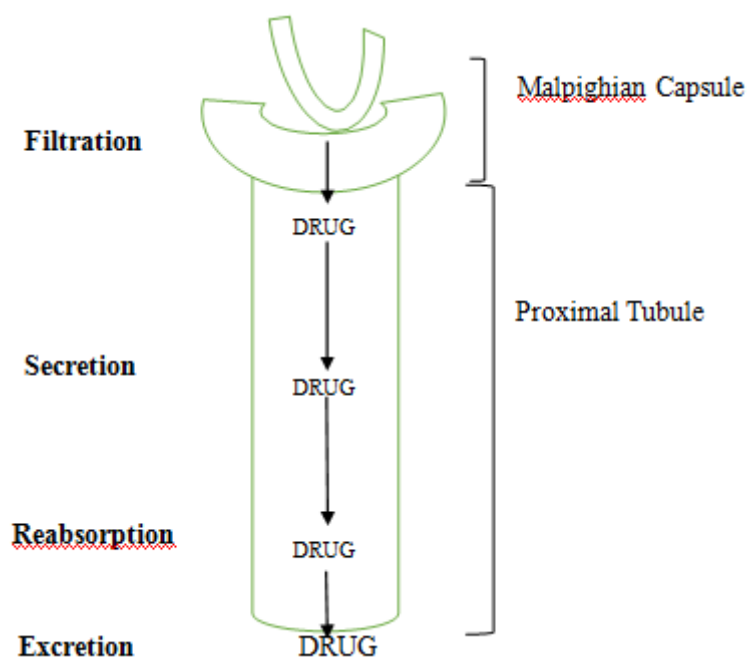 Malpighian Capsule
Filtration
DRUG
Proximal Tubule
Secretion
DRUG
Reabsorption
DRUG
Excretion
DRUG